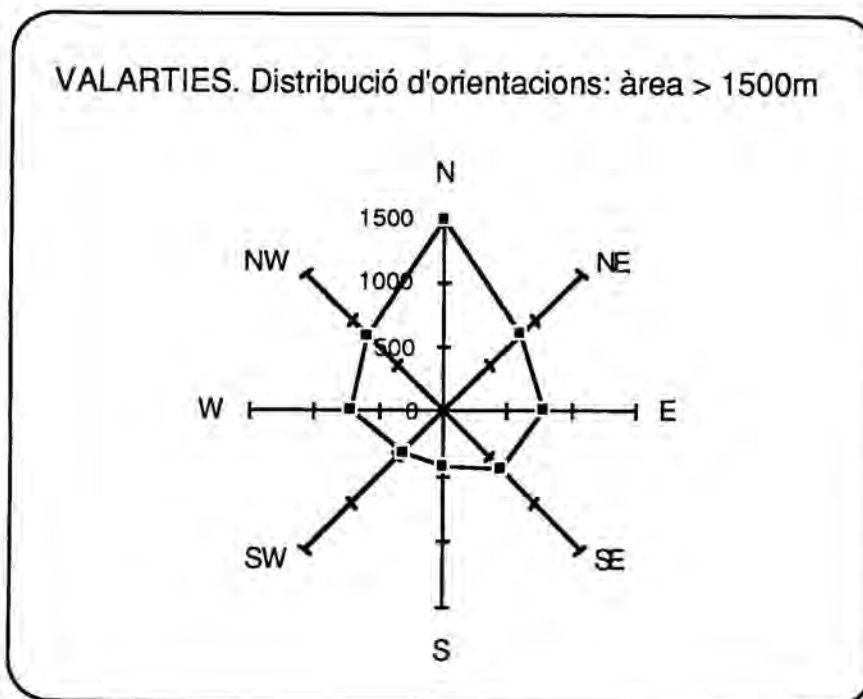 VALARTIES. Distribució d'orientacions: àrea > 1500m
N
1500
NW
NE
1000
500
W
0
E
SW
SE
S